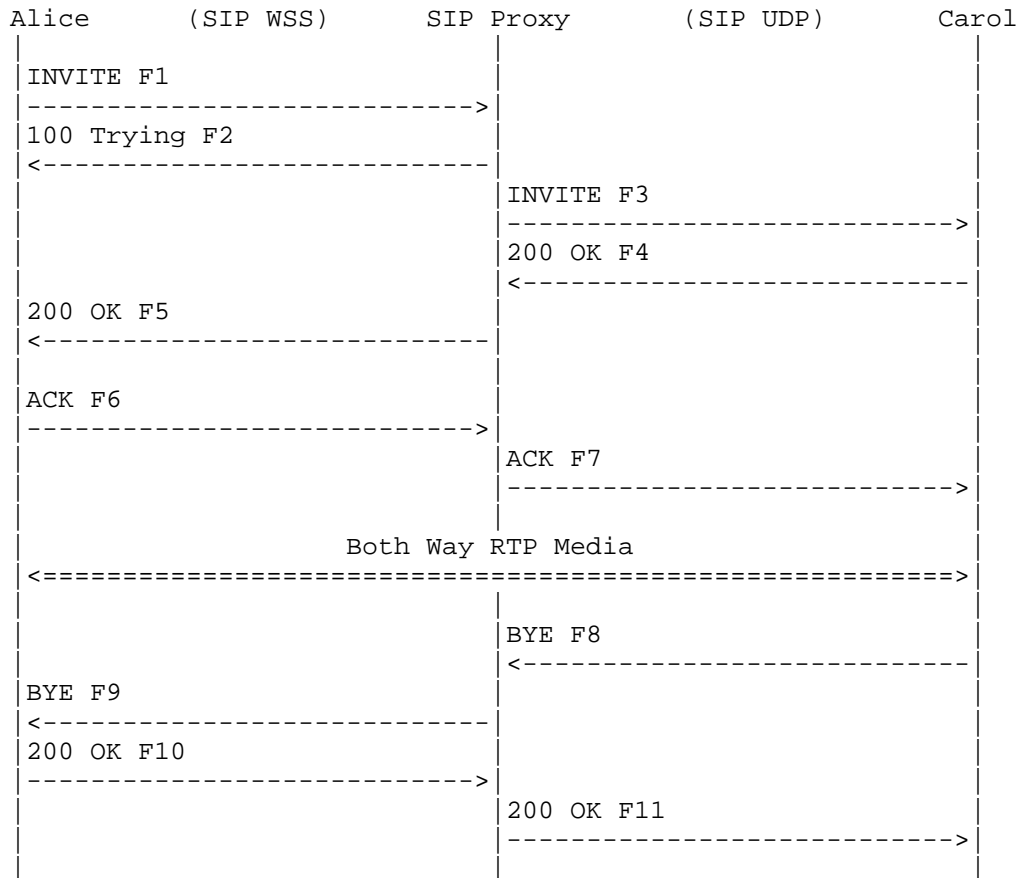 Alice (SIP WSS) SIP Proxy (SIP UDP) Carol
INVITE F1
100 Trying F2
INVITE F3
200 OK F4
200 OK F5
ACK F6
ACK F7
Both Way RTP Media
BYE F8
BYE F9
200 OK F10
200 OK F11